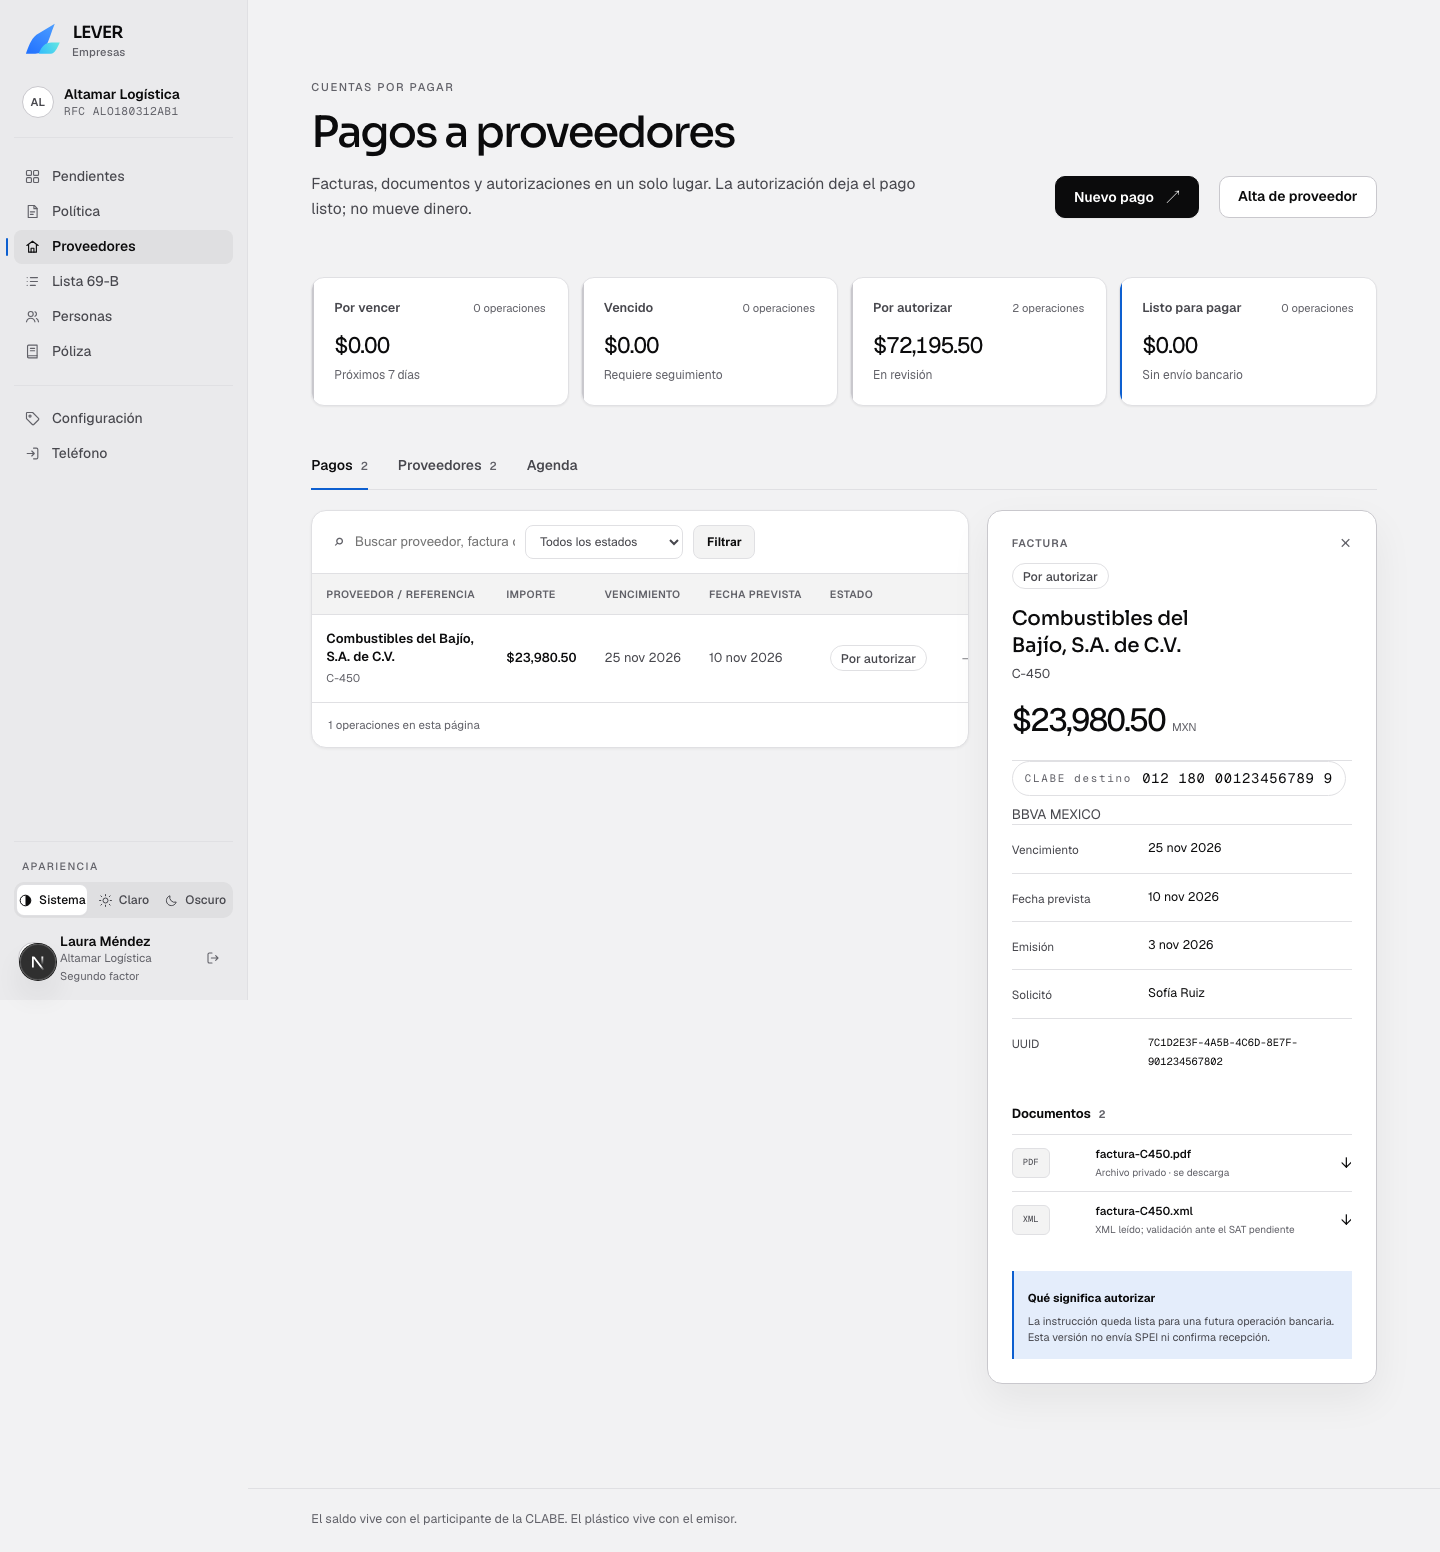 LEVER
Empresas
AL
Altamar Logística
RFC ALO180312AB1
Pendientes
Política
Proveedores
Lista 69-B
Personas
Póliza
Configuración
Teléfono
APARIENCIA
Sistema
Claro
Oscuro
N
Laura Méndez
Altamar Logística
Segundo factor
CUENTAS POR PAGAR
Pagos a proveedores
Facturas, documentos y autorizaciones en un solo lugar. La autorización deja el pago
listo; no mueve dinero.
Nuevo pago
Alta de proveedor
Por vencer 0 operaciones
$0.00
Próximos 7 días
Vencido 0 operaciones
$0.00
Requiere seguimiento
Por autorizar 2 operaciones
$72,195.50
En revisión
Listo para pagar 0 operaciones
$0.00
Sin envío bancario
Pagos 2 Proveedores 2 Agenda
Buscar proveedor, factura Todos los estados Filtrar
PROVEEDOR / REFERENCIA IMPORTE VENCIMIENTO FECHA PREVISTA ESTADO
Combustibles del Bajío,
S.A. de C.V.
C-450
$23,980.50 25 nov 2026 10 nov 2026 Por autorizar
1 operaciones en esta página
FACTURA
Por autorizar
Combustibles del
Bajío, S.A. de C.V.
C-450
$23,980.50 MXN
CLABE destino 012 180 00123456789 9
BBVA MEXICO
Vencimiento 25 nov 2026
Fecha prevista 10 nov 2026
Emisión 3 nov 2026
Solicitó Sofía Ruiz
UUID 7C1D2E3F-4A5B-4C6D-8E7F-
901234567802
Documentos 2
PDF
factura-C450.pdf
Archivo privado · se descarga
XML
factura-C450.xml
XML leído; validación ante el SAT pendiente
Qué significa autorizar
La instrucción queda lista para una futura operación bancaria.
Esta versión no envía SPEI ni confirma recepción.
El saldo vive con el participante de la CLABE. El plástico vive con el emisor.